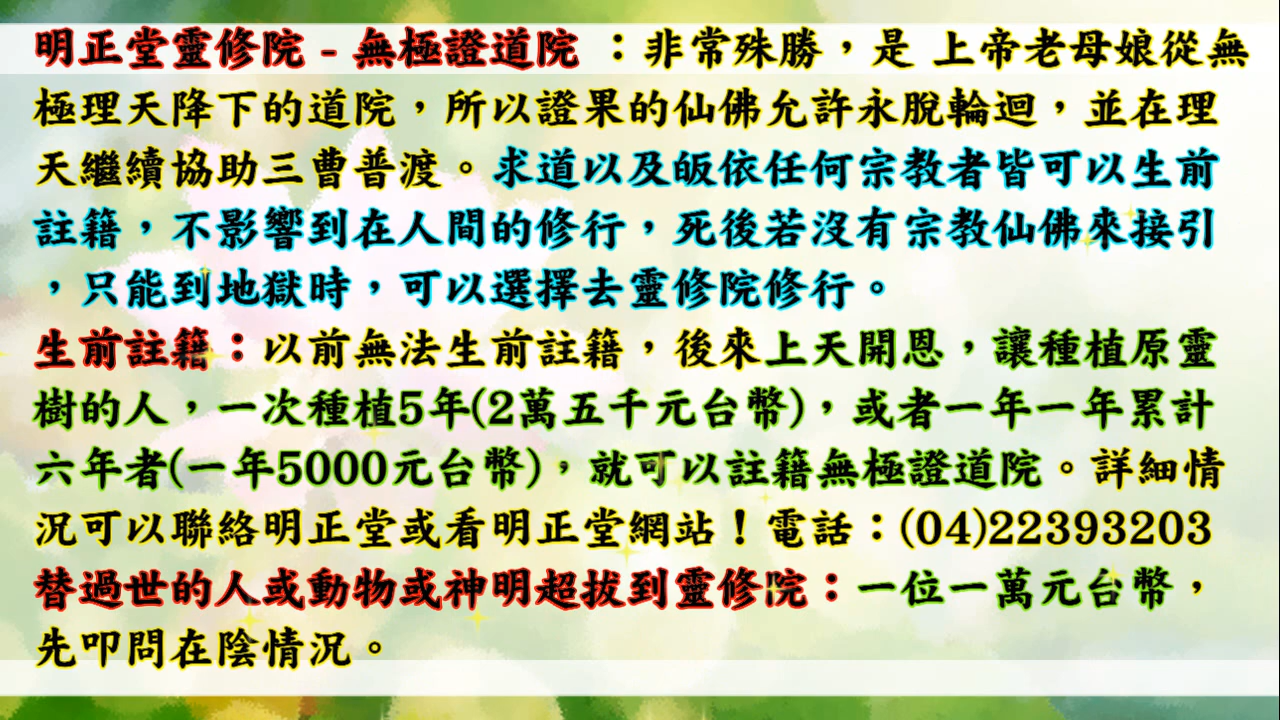 明正堂靈修院 - 無極證道院 ：非常殊勝，是 上帝老母娘從無
極理天降下的道院，所以證果的仙佛允許永脫輪迴，並在理
天繼續協助三曹普渡。求道以及皈依任何宗教者皆可以生前
註籍，不影響到在人間的修行，死後若沒有宗教仙佛來接引
，只能到地獄時，可以選擇去靈修院修行。
生前註籍：以前無法生前註籍，後來上天開恩，讓種植原靈
樹的人，一次種植5年(2萬五千元台幣)，或者一年一年累計
六年者(一年5000元台幣)，就可以註籍無極證道院。詳細情
況可以聯絡明正堂或看明正堂網站！電話：(04)22393203
替過世的人或動物或神明超拔到靈修院：一位一萬元台幣，
先叩問在陰情況。